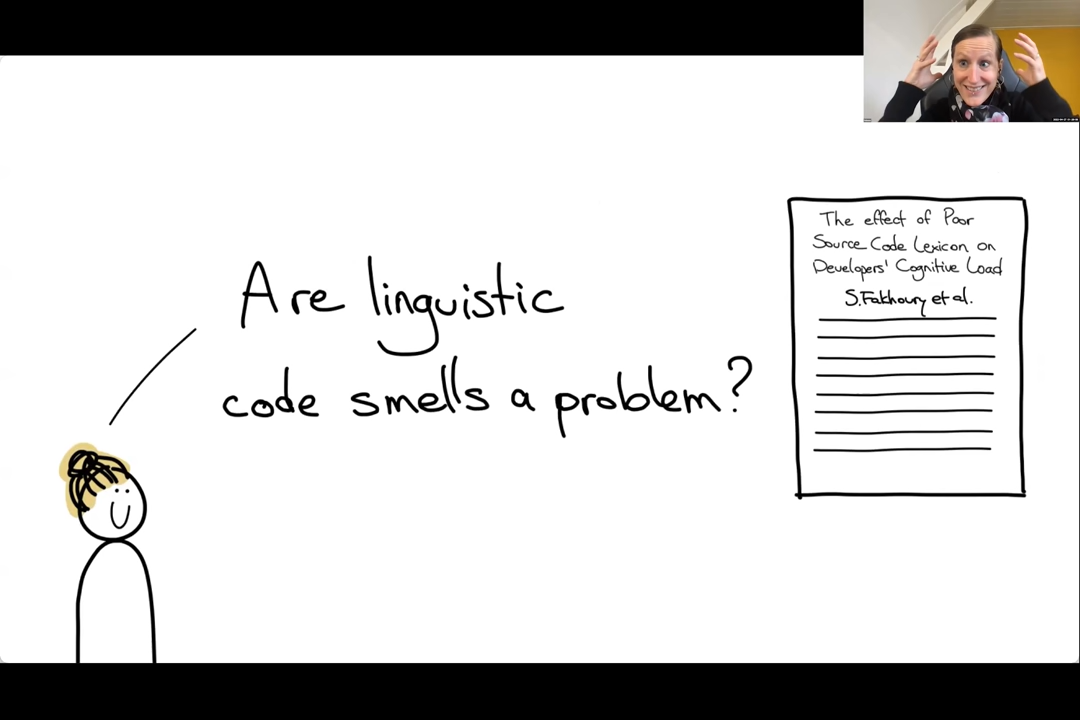 Are linguistic
code smells a problem?
The effect of Poor
Source Code Lexicon on
Developers' Cognitive Load
S. Fakhoury et al.